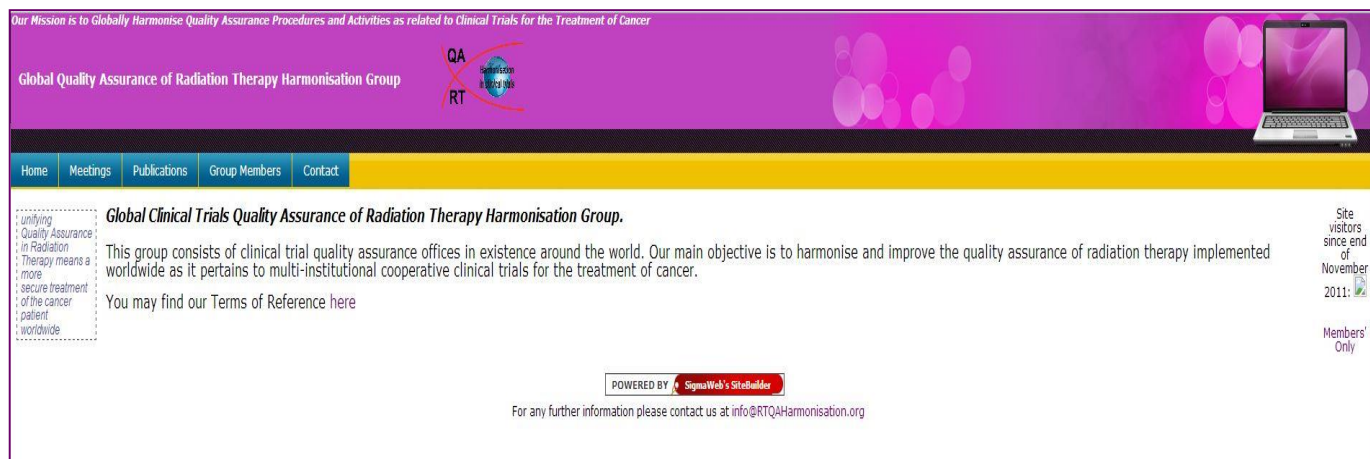 Our Mission is to Globally Harmonise Quality Assurance Procedures and Activities as related to Clinical Trials for the Treatment of Cancer
Global Quality Assurance of Radiation Therapy Harmonisation Group
QA
Harmonisation
in clinical trials
RT
Home Meetings Publications Group Members Contact
unifying
Quality Assurance
in Radiation
Therapy means a
more
secure treatment
of the cancer
patient
worldwide
Global Clinical Trials Quality Assurance of Radiation Therapy Harmonisation Group.
This group consists of clinical trial quality assurance offices in existence around the world. Our main objective is to harmonise and improve the quality assurance of radiation therapy implemented
worldwide as it pertains to multi-institutional cooperative clinical trials for the treatment of cancer.
You may find our Terms of Reference here
Site
visitors
since end
of
November
2011:
Members'
Only
POWERED BY SigmaWeb's SiteBuilder
For any further information please contact us at info@RTQAHarmonisation.org